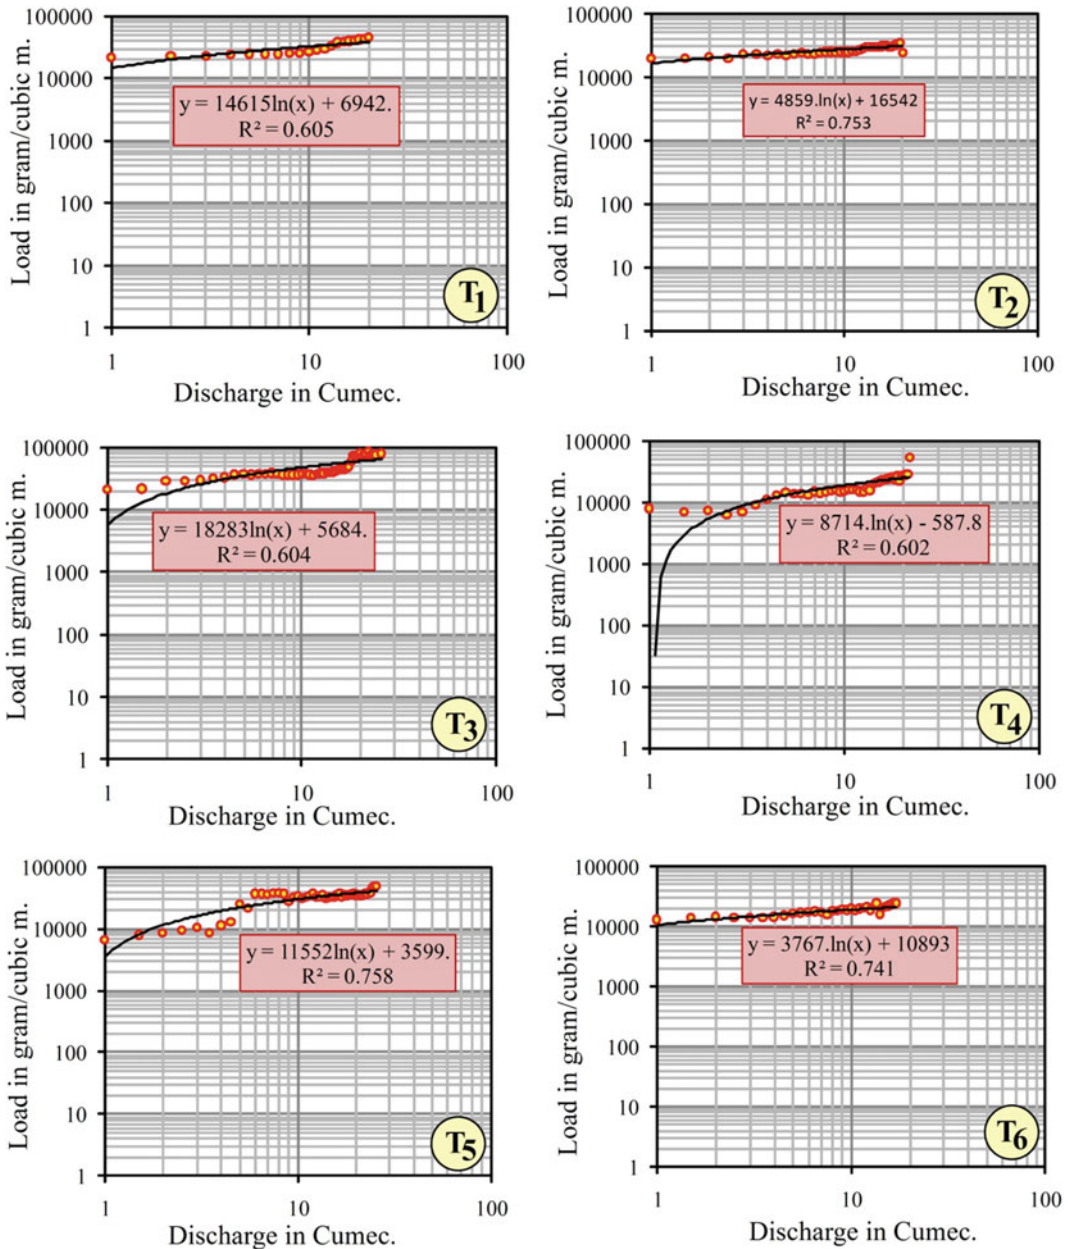 Load in gram/cubic m.
100000
10000
1000
100
10
1
y = 14615ln(x) + 6942.
R² = 0.605
T1
1 10 100
Discharge in Cumec.
Load in gram/cubic m.
100000
10000
1000
100
10
1
y = 4859.ln(x) + 16542
R² = 0.753
T2
1 10 100
Discharge in Cumec.
Load in gram/cubic m.
100000
10000
1000
100
10
1
y = 18283ln(x) + 5684.
R² = 0.604
T3
1 10 100
Discharge in Cumec.
Load in gram/cubic m.
100000
10000
1000
100
10
1
y = 8714.ln(x) - 587.8
R² = 0.602
T4
1 10 100
Discharge in Cumec.
Load in gram/cubic m.
100000
10000
1000
100
10
1
y = 11552ln(x) + 3599.
R² = 0.758
T5
1 10 100
Discharge in Cumec.
Load in gram/cubic m.
100000
10000
1000
100
10
1
y = 3767.ln(x) + 10893
R² = 0.741
T6
1 10 100
Discharge in Cumec.